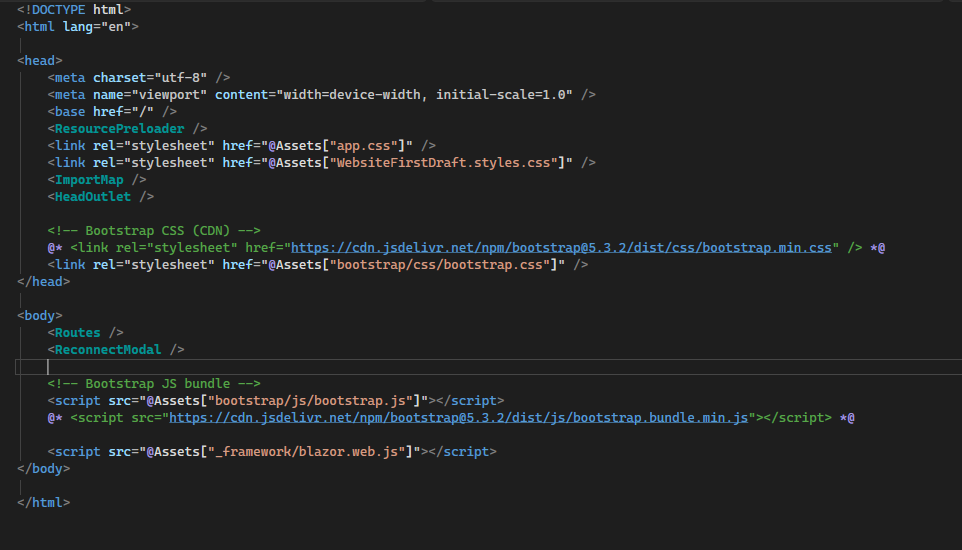 <!DOCTYPE html>
<html lang="en">
<head>
<meta charset="utf-8" />
<meta name="viewport" content="width=device-width, initial-scale=1.0" />
<base href="/" />
<ResourcePreloader />
<link rel="stylesheet" href="@Assets["app.css"]" />
<link rel="stylesheet" href="@Assets["WebsiteFirstDraft.styles.css"]" />
<ImportMap />
<HeadOutlet />
<!-- Bootstrap CSS (CDN) -->
@* <link rel="stylesheet" href="https://cdn.jsdelivr.net/npm/bootstrap@5.3.2/dist/css/bootstrap.min.css" /> *@
<link rel="stylesheet" href="@Assets["bootstrap/css/bootstrap.css"]" />
</head>
<body>
<Routes />
<ReconnectModal />
<!-- Bootstrap JS bundle -->
<script src="@Assets["bootstrap/js/bootstrap.js"]"></script>
@* <script src="https://cdn.jsdelivr.net/npm/bootstrap@5.3.2/dist/js/bootstrap.bundle.min.js"></script> *@
<script src="@Assets["_framework/blazor.web.js"]"></script>
</body>
</html>